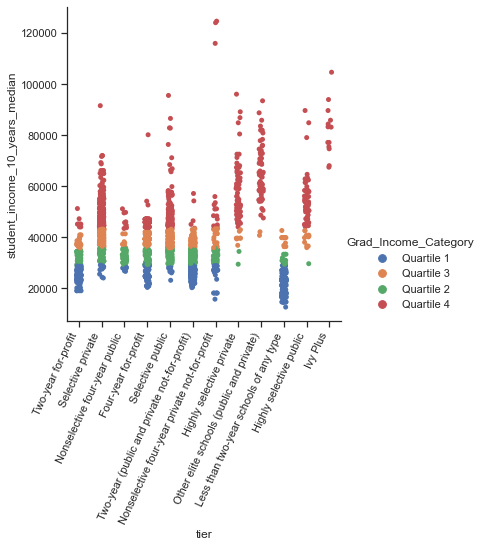 120000
100000
80000
60000
40000
20000
student_income_10_years_median
Grad_Income_Category
Quartile 1
Quartile 3
Quartile 2
Quartile 4
Two-year for-profit
Selective private
Nonselective four-year public
Four-year for-profit
Selective public
Two-year (public and private not-for-profit)
Nonselective four-year private not-for-profit
Highly selective private
Other elite schools (public and private)
Less than two-year schools of any type
Highly selective public
Ivy Plus
tier